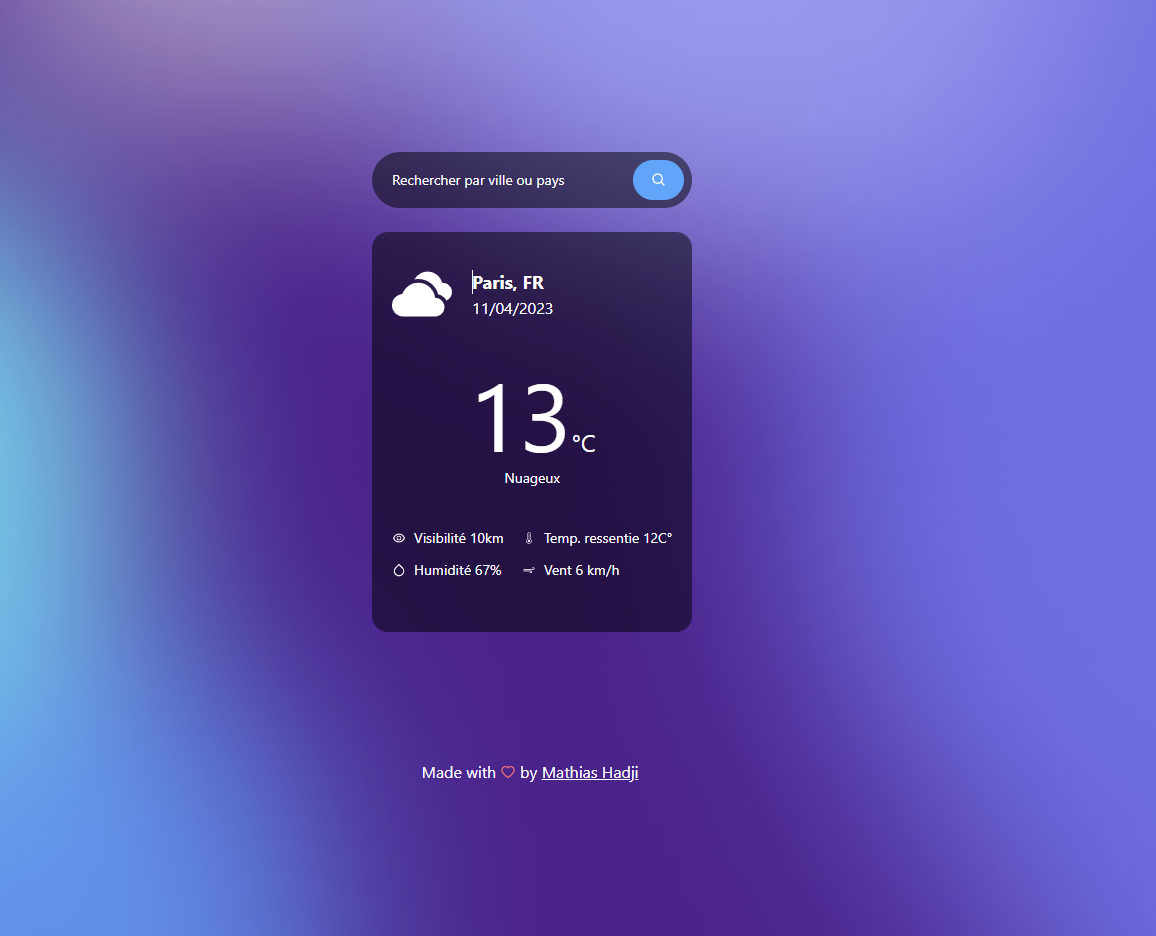 Rechercher par ville ou pays
Paris, FR
11/04/2023
13 °C
Nuageux
Visibilité 10km Temp. ressentie 12C°
Humidité 67% Vent 6 km/h
Made with ♡ by Mathias Hadji